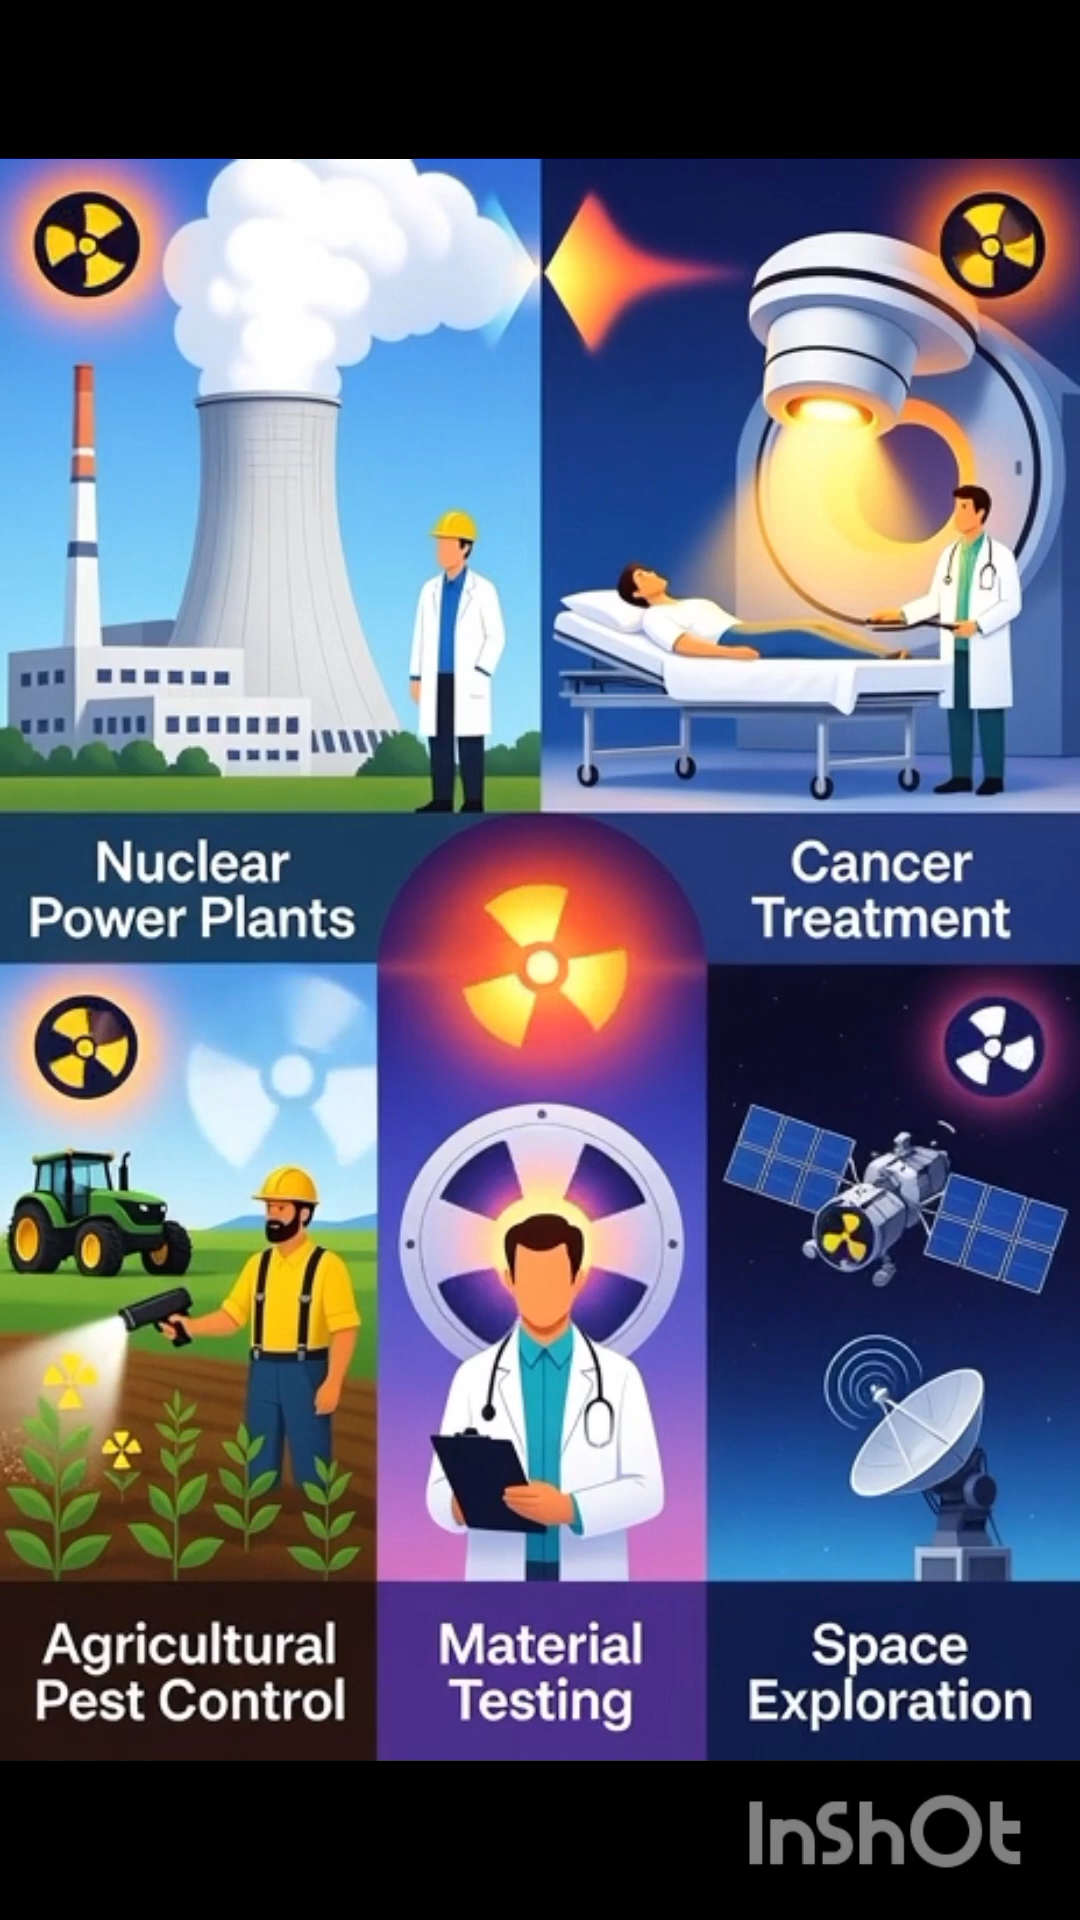 Nuclear
Power Plants
Cancer
Treatment
Agricultural
Pest Control
Material
Testing
Space
Exploration
InShOt